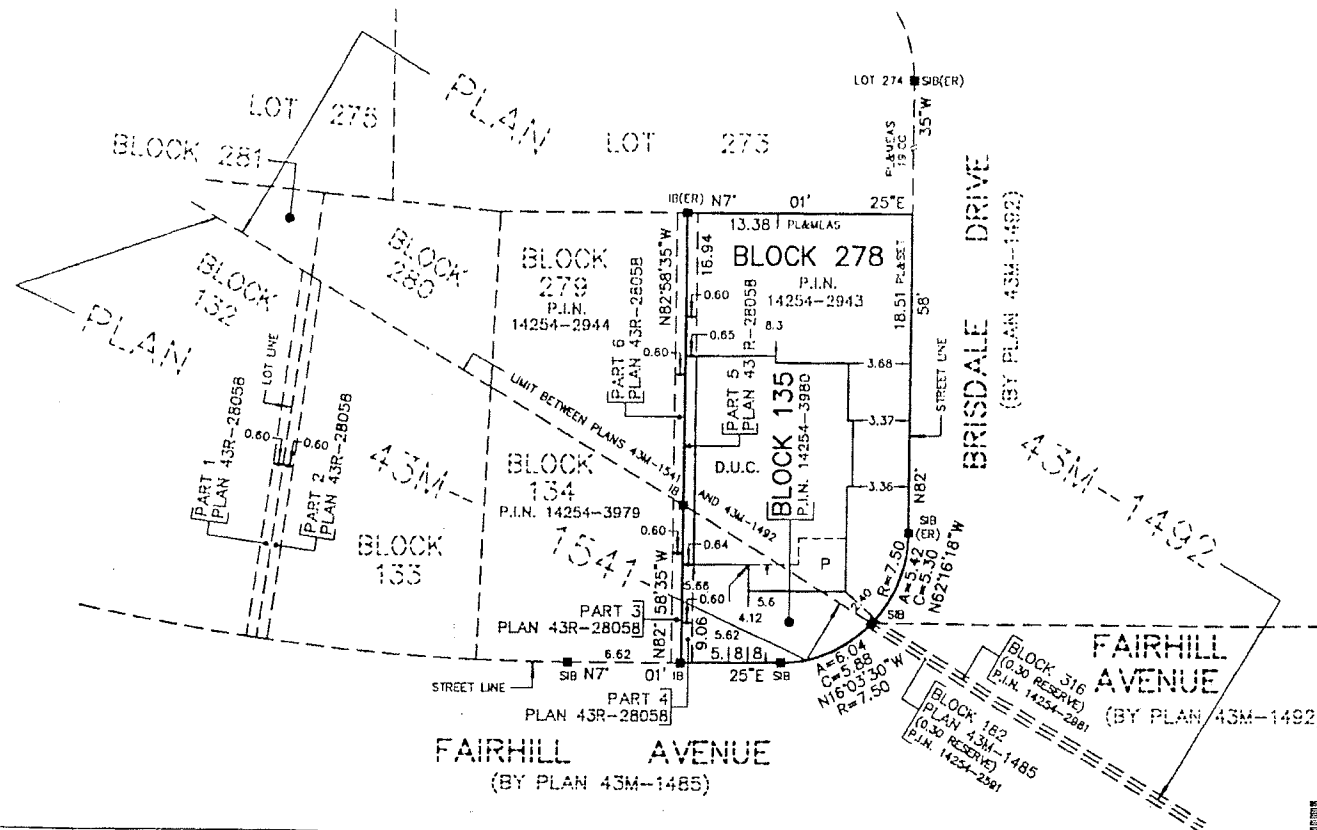 LOT 274
SIB(ER)
35"W
PL&MEAS
PLAN
LOT 273
BLOCK 281
IB(ER)
N7° 01' 25"E
13.38 PL&MEAS
BRISDALE DRIVE
(BY PLAN 43M-1492)
BLOCK 278
P.I.N.
14254-2943
BLOCK
132
BLOCK
280
BLOCK
279
P.I.N.
14254-2944
N82°58'35"W
16.94
18.51 PL&SET
58'
0.60
0.65
8.3
PLAN
LOT LINE
PART 6
PLAN 43R-28058
0.60
PART 5
PLAN 43R-28058
3.68
STREET LINE
LIMIT BETWEEN PLANS 43M-1541
AND 43M-1492
BLOCK 135
P.I.N. 14254-3980
3.37
0.60
0.60
PART 1
PLAN 43R-28058
PART 2
PLAN 43R-28058
43M-
1541
D.U.C.
43M-1492
BLOCK
134
P.I.N. 14254-3979
IB
3.36
N82°
SIB
(ER)
BLOCK
133
0.60
0.64
P
R=7.50
A=5.42
C=5.30
N62°16'18"W
N82° 58'35"W
5.66
0.60
5.6
4.12
2.40
SIB
PART 3
PLAN 43R-28058
9.06
5.62
5.|8|8|
A=6.04
C=5.88
N16°03'30"W
R=7.50
FAIRHILL
AVENUE
(BY PLAN 43M-1492
BLOCK 316
(0.30 RESERVE)
P.I.N. 14254-2981
STREET LINE
6.62
SIB
N7° 01' 25"E
IB
SIB
PART 4
PLAN 43R-28058
BLOCK 182
PLAN 43M-1485
(0.30 RESERVE)
P.I.N. 14254-2591
FAIRHILL AVENUE
(BY PLAN 43M-1485)